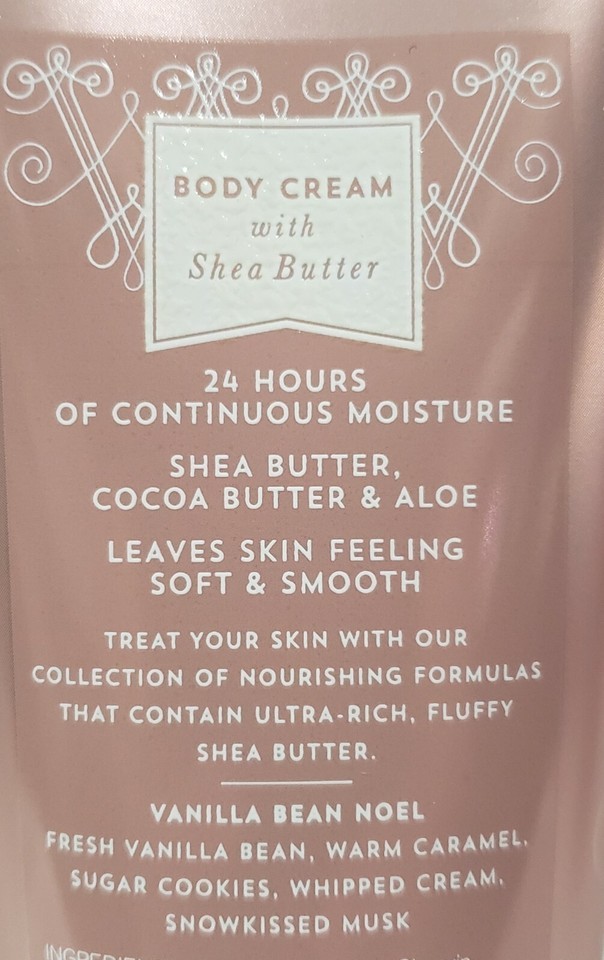 BODY CREAM
with
Shea Butter
24 HOURS
OF CONTINUOUS MOISTURE
SHEA BUTTER,
COCOA BUTTER & ALOE
LEAVES SKIN FEELING
SOFT & SMOOTH
TREAT YOUR SKIN WITH OUR
COLLECTION OF NOURISHING FORMULAS
THAT CONTAIN ULTRA-RICH, FLUFFY
SHEA BUTTER.
VANILLA BEAN NOEL
FRESH VANILLA BEAN, WARM CARAMEL,
SUGAR COOKIES, WHIPPED CREAM,
SNOWKISSED MUSK